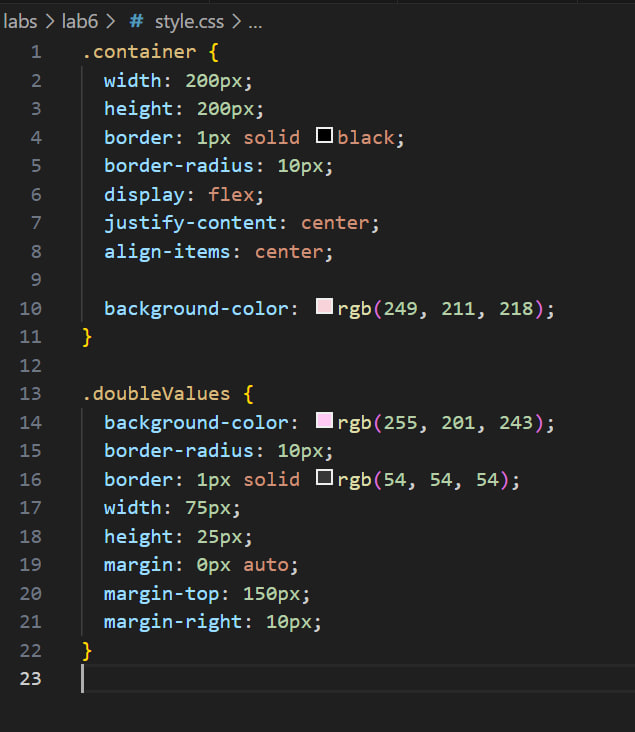 labs > lab6 > # style.css > ...
1 .container {
2 width: 200px;
3 height: 200px;
4 border: 1px solid black;
5 border-radius: 10px;
6 display: flex;
7 justify-content: center;
8 align-items: center;
9
10 background-color: rgb(249, 211, 218);
11 }
12
13 .doubleValues {
14 background-color: rgb(255, 201, 243);
15 border-radius: 10px;
16 border: 1px solid rgb(54, 54, 54);
17 width: 75px;
18 height: 25px;
19 margin: 0px auto;
20 margin-top: 150px;
21 margin-right: 10px;
22 }
23